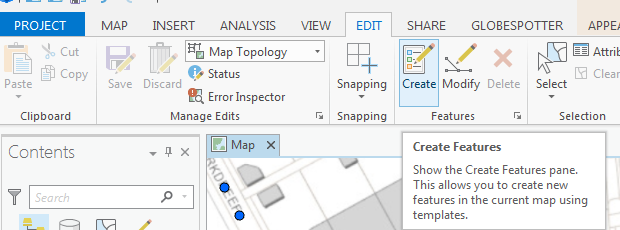 PROJECT MAP INSERT ANALYSIS VIEW EDIT SHARE GLOBESPOTTER APPEA
Cut
Copy
Paste
Clipboard
Save
Discard
Map Topology
Status
Error Inspector
Manage Edits
Snapping
Snapping
Create
Modify
Delete
Features
Select
Attrib
Clear
Selection
Contents
Search
Map
Create Features
Show the Create Features pane.
This allows you to create new
features in the current map using
templates.